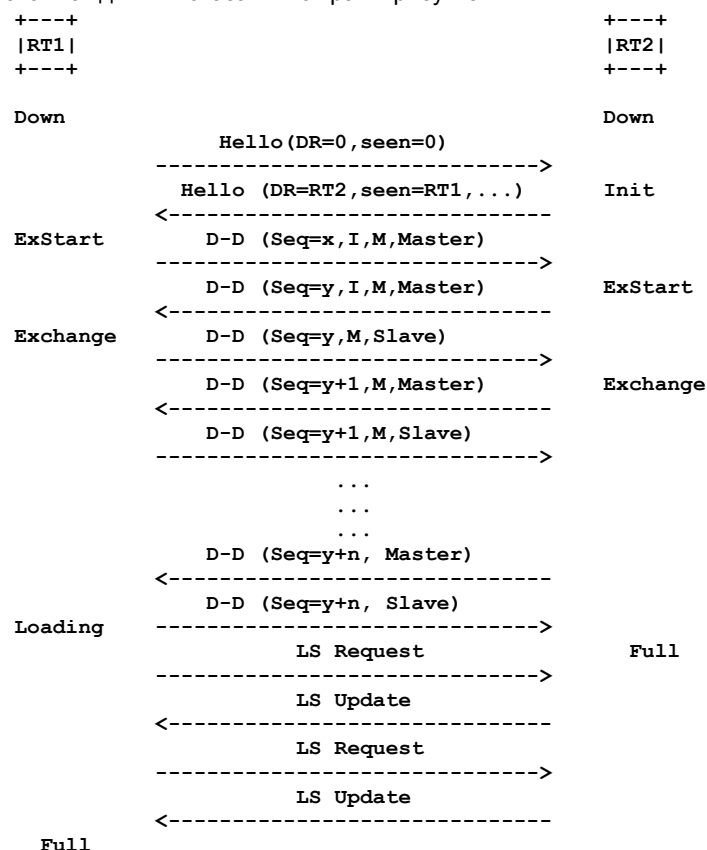 +---+ +---+
|RT1| |RT2|
+---+ +---+
Down Down
Hello(DR=0,seen=0)
------------------------------>
Hello (DR=RT2,seen=RT1,...) Init
<------------------------------
ExStart D-D (Seq=x,I,M,Master)
------------------------------>
D-D (Seq=y,I,M,Master) ExStart
<------------------------------
Exchange D-D (Seq=y,M,Slave)
------------------------------>
D-D (Seq=y+1,M,Master) Exchange
<------------------------------
D-D (Seq=y+1,M,Slave)
------------------------------>
...
...
...
D-D (Seq=y+n, Master)
<------------------------------
D-D (Seq=y+n, Slave)
Loading ------------------------------>
LS Request Full
------------------------------>
LS Update
<------------------------------
LS Request
------------------------------>
LS Update
<------------------------------
Full